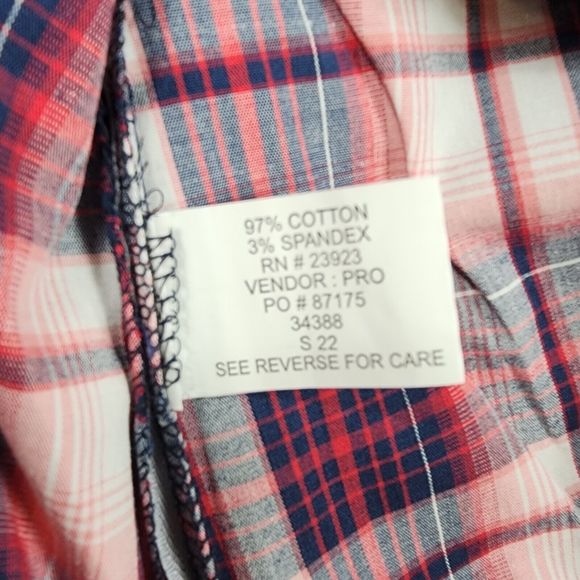 97% COTTON
3% SPANDEX
RN # 23923
VENDOR : PRO
PO # 87175
34388
S 22
SEE REVERSE FOR CARE